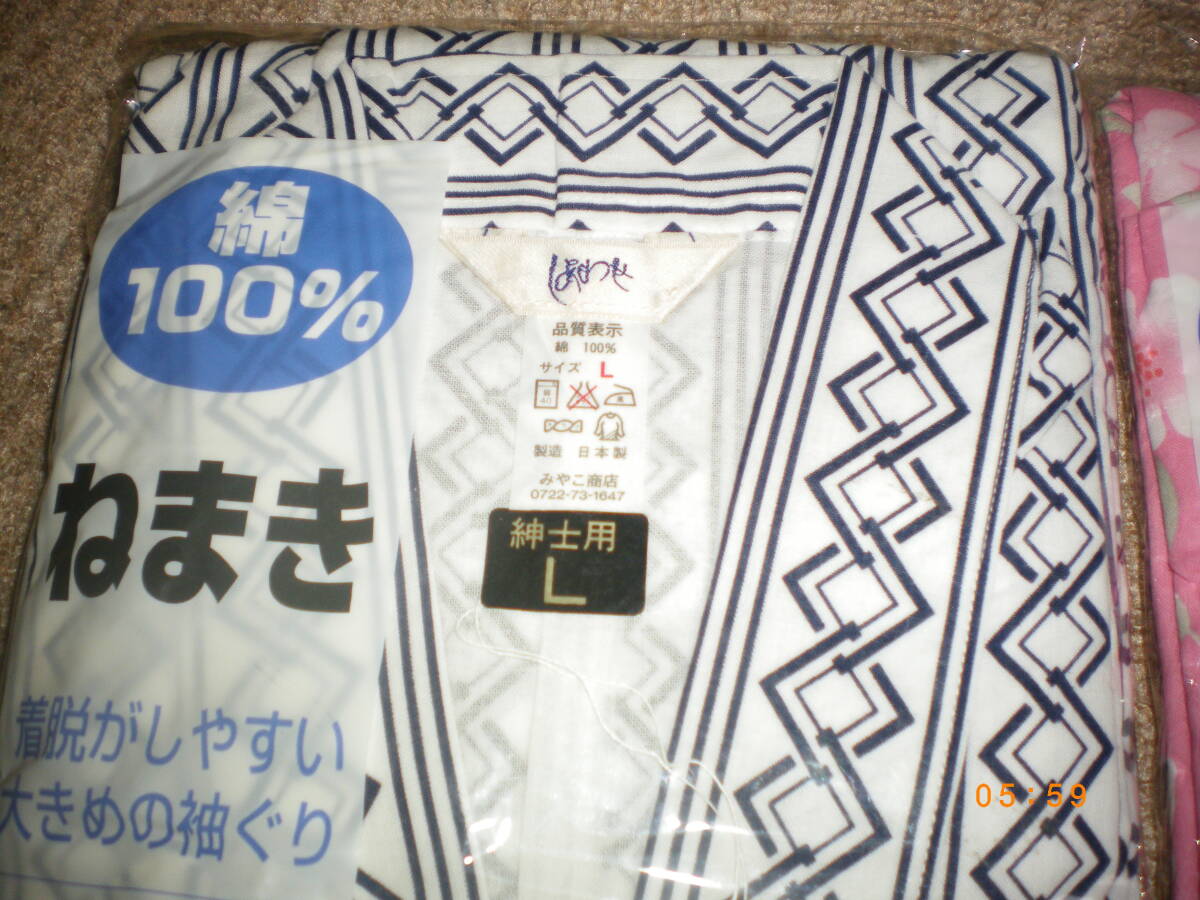 綿
100%
ねまき
着脱がしやすい
大きめの袖ぐり
品質表示
綿 100%
サイズ L
40
製造 日本製
みやこ商店
0722-73-1647
紳士用
L
05:59